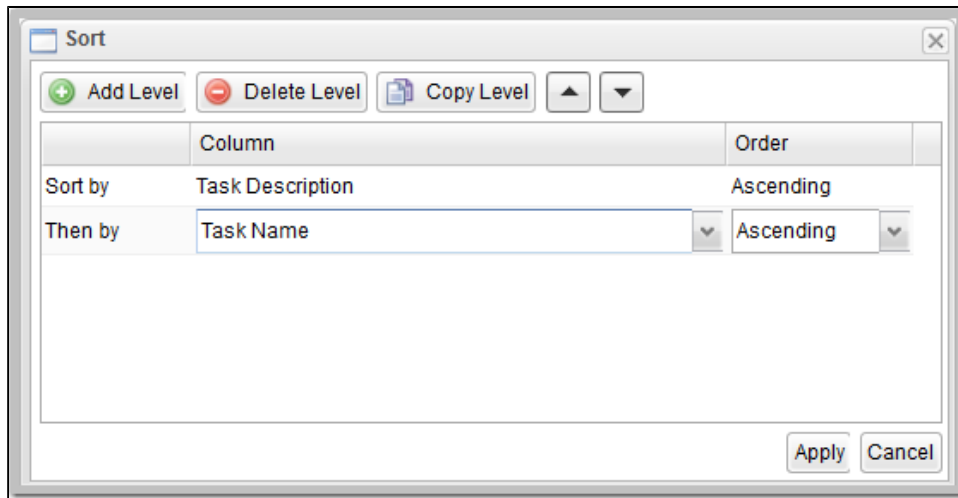 Sort
Add Level Delete Level Copy Level
Column Order
Sort by Task Description Ascending
Then by Task Name Ascending
Apply Cancel